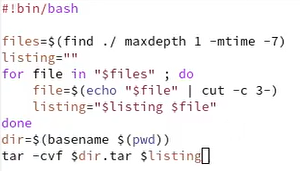 #!bin/bash
files=$(find ./ maxdepth 1 -mtime -7)
listing=""
for file in "$files" ; do
file=$(echo "$file" | cut -c 3-)
listing="$listing $file"
done
dir=$(basename $(pwd))
tar -cvf $dir.tar $listing